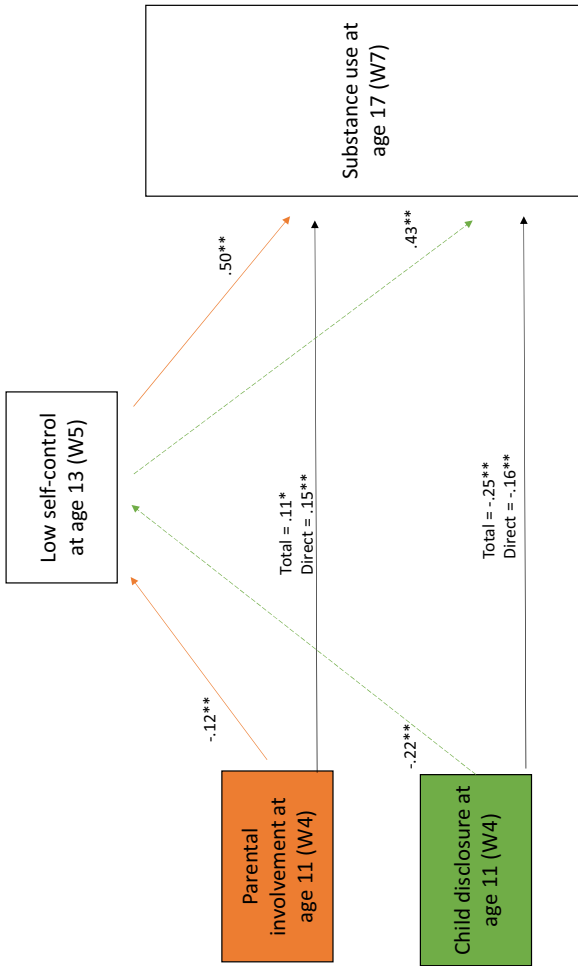 Low self-control
at age 13 (W5)
-.12**
.50**
Parental
involvement at
age 11 (W4)
Total = .11*
Direct = .15**
Substance use at
age 17 (W7)
-.22**
.43**
Child disclosure at
age 11 (W4)
Total = -.25**
Direct = -.16**